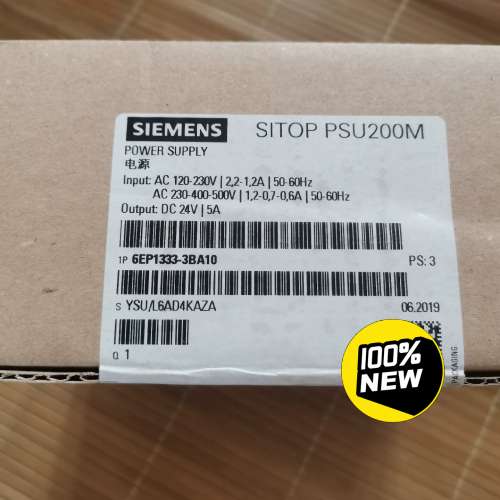 SIEMENS SITOP PSU200M
POWER SUPPLY
电源
Input: AC 120-230V | 2,2-1,2A | 50-60Hz
AC 230-400-500V | 1,2-0,7-0,6A | 50-60Hz
Output: DC 24V | 5A
1P 6EP1333-3BA10 PS: 3
S YSU/L6AD4KAZA 06.2019
Q 1
PACKAGING
100%
NEW